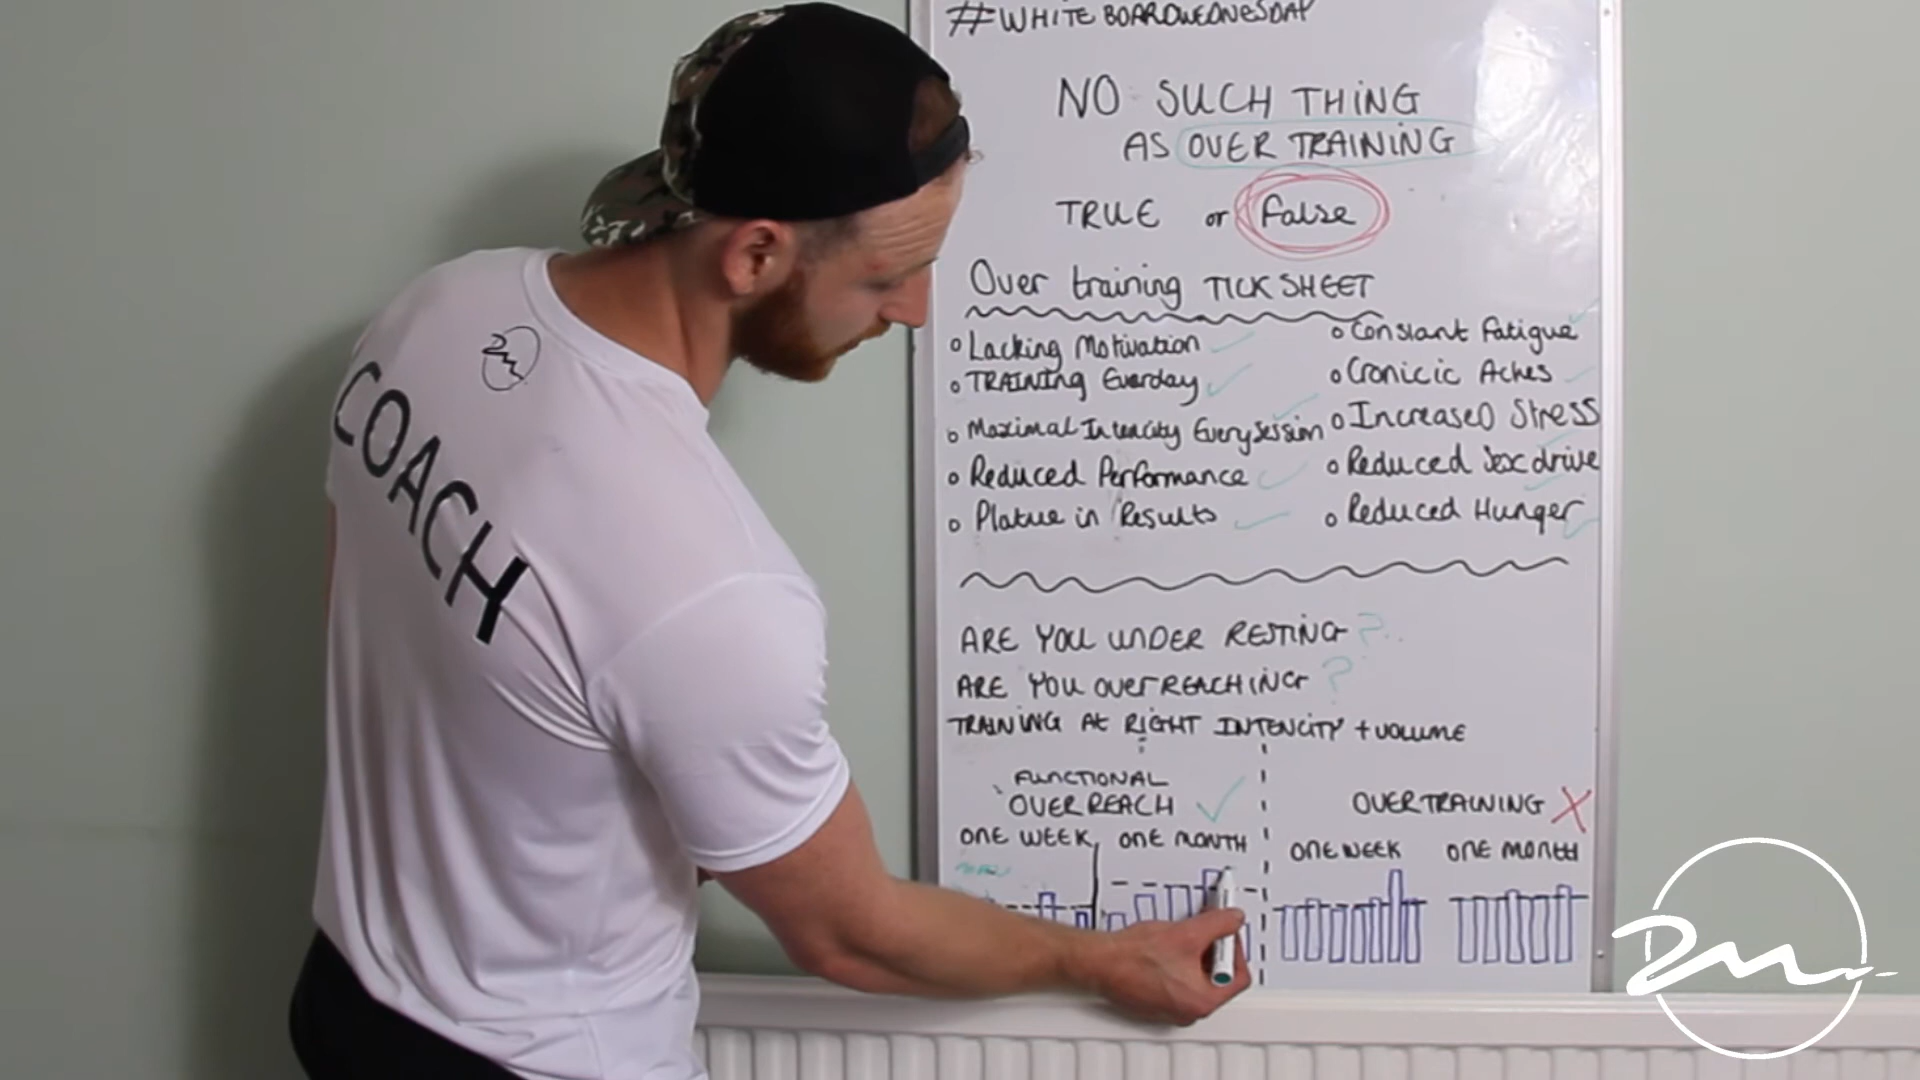 #WHITEBOARDWEDNESDAY
NO SUCH THING
AS OVER TRAINING
TRUE or False
Over training TICK SHEET
Lacking Motivation
TRAINING Everday
Maximal Intencity Every Session
Reduced Performance
Platue in Results
Constant Fatigue
Cronicic Aches
Increased Stress
Reduced Sex drive
Reduced Hunger
ARE YOU UNDER RESTING?..
ARE YOU OVERREACHING?
TRAINING At RIGHT INTENCITY + VOLUME
FUNCTIONAL
OVER REACH
ONE WEEK
ONE MONTH
OVERTRAINING
ONE WEEK
ONE MONTH
COACH